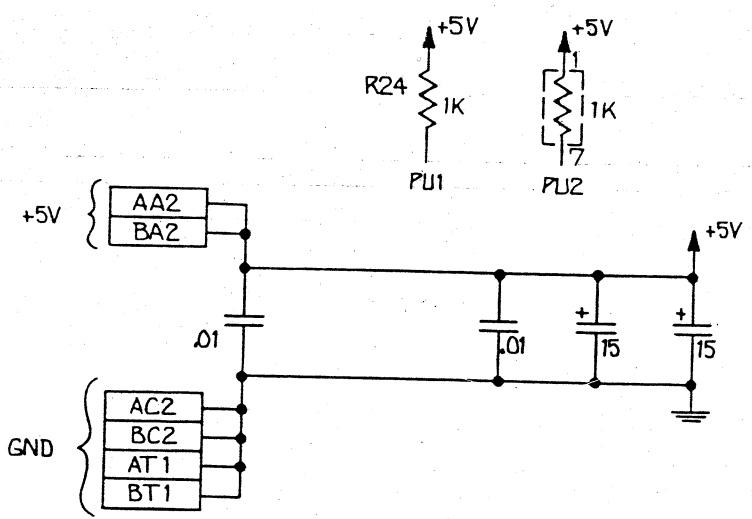 +5V
+5V
1
R24
1K
1K
7
PU1
PU2
+5V
AA2
BA2
+5V
+
+
.01
.01
15
15
GND
AC2
BC2
AT1
BT1